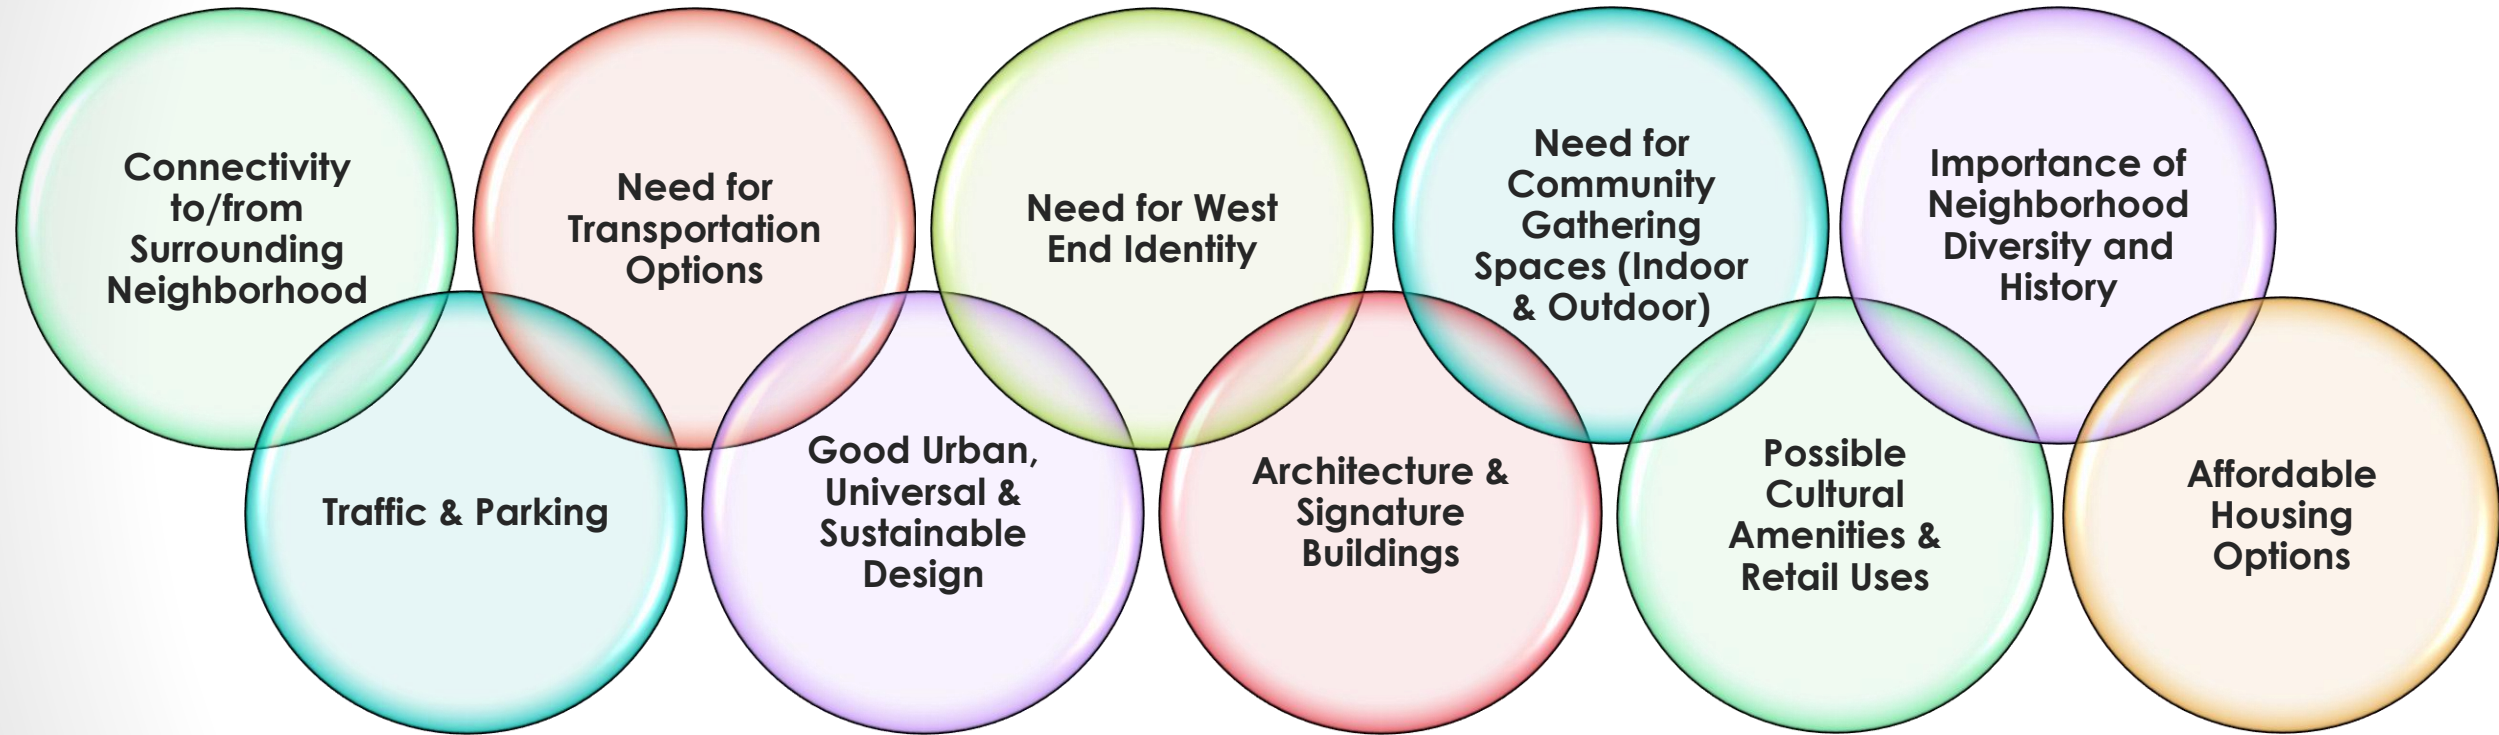 Connectivity
to/from
Surrounding
Neighborhood
Need for
Transportation
Options
Need for West
End Identity
Need for
Community
Gathering
Spaces (Indoor
& Outdoor)
Importance of
Neighborhood
Diversity and
History
Traffic & Parking
Good Urban,
Universal &
Sustainable
Design
Architecture &
Signature
Buildings
Possible
Cultural
Amenities &
Retail Uses
Affordable
Housing
Options